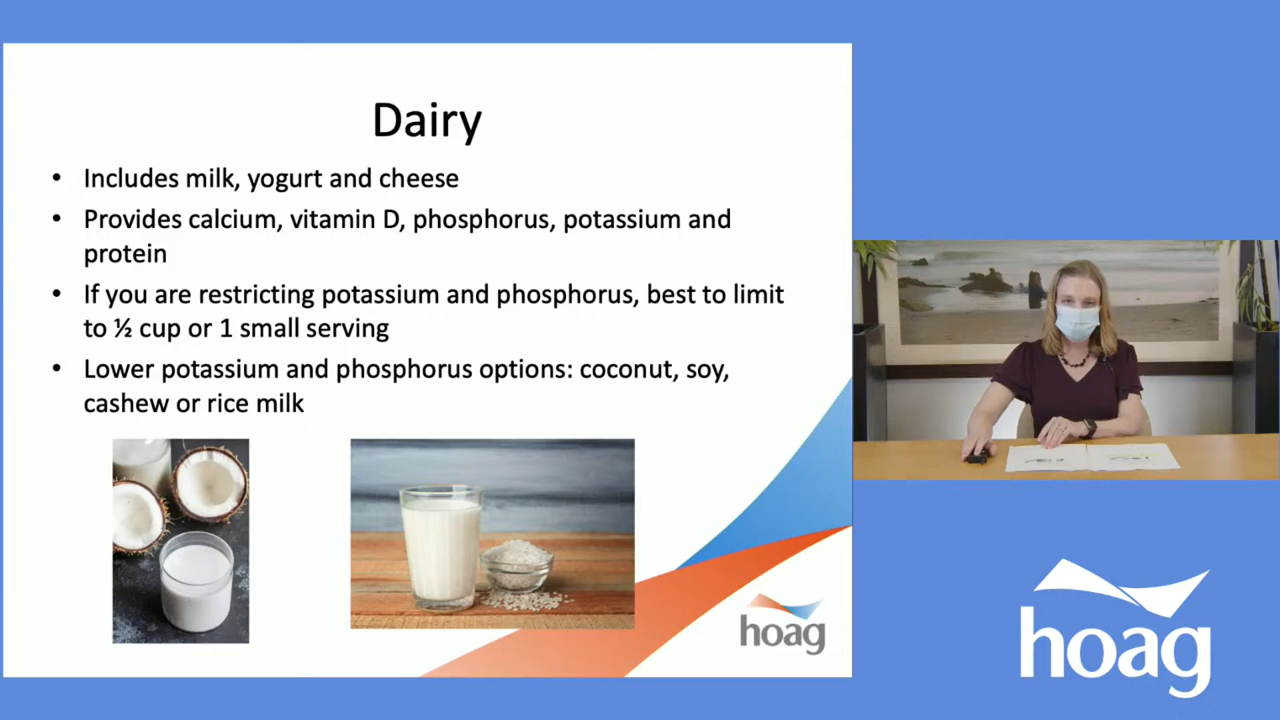 Dairy
• Includes milk, yogurt and cheese
• Provides calcium, vitamin D, phosphorus, potassium and
protein
• If you are restricting potassium and phosphorus, best to limit
to ½ cup or 1 small serving
• Lower potassium and phosphorus options: coconut, soy,
cashew or rice milk
hoag
hoag